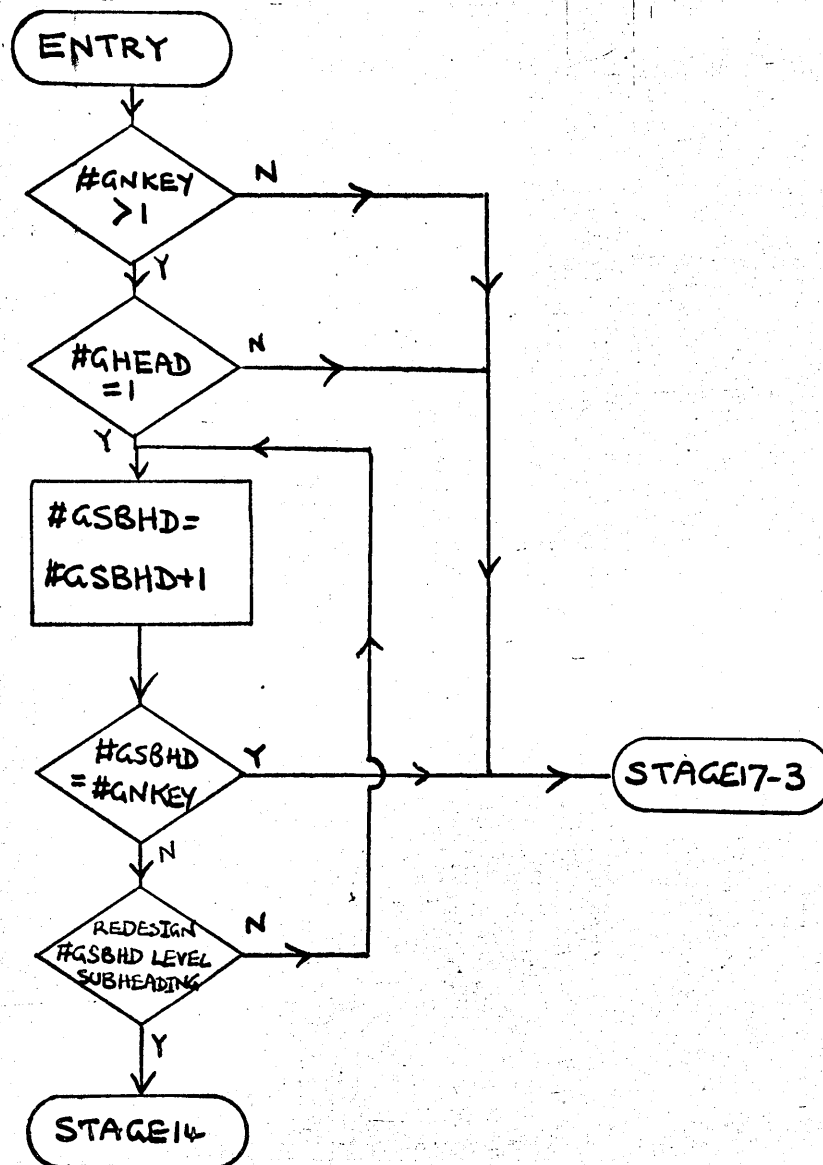 ENTRY
#GNKEY
>1
N
Y
#GHEAD
=1
N
Y
#GSBHD=
#GSBHD+1
#GSBHD
=#GNKEY
Y
STAGE17-3
N
REDESIGN
#GSBHD LEVEL
SUBHEADING
N
Y
STAGE14